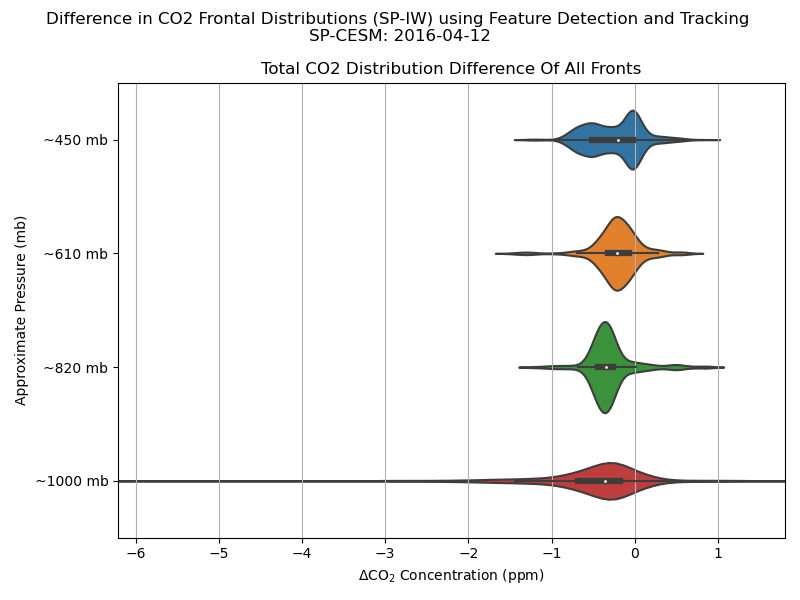 Difference in CO2 Frontal Distributions (SP-IW) using Feature Detection and Tracking
SP-CESM: 2016-04-12
Total CO2 Distribution Difference Of All Fronts
Approximate Pressure (mb)
~450 mb
~610 mb
~820 mb
~1000 mb
−6 −5 −4 −3 −2 −1 0 1
ΔCO₂ Concentration (ppm)